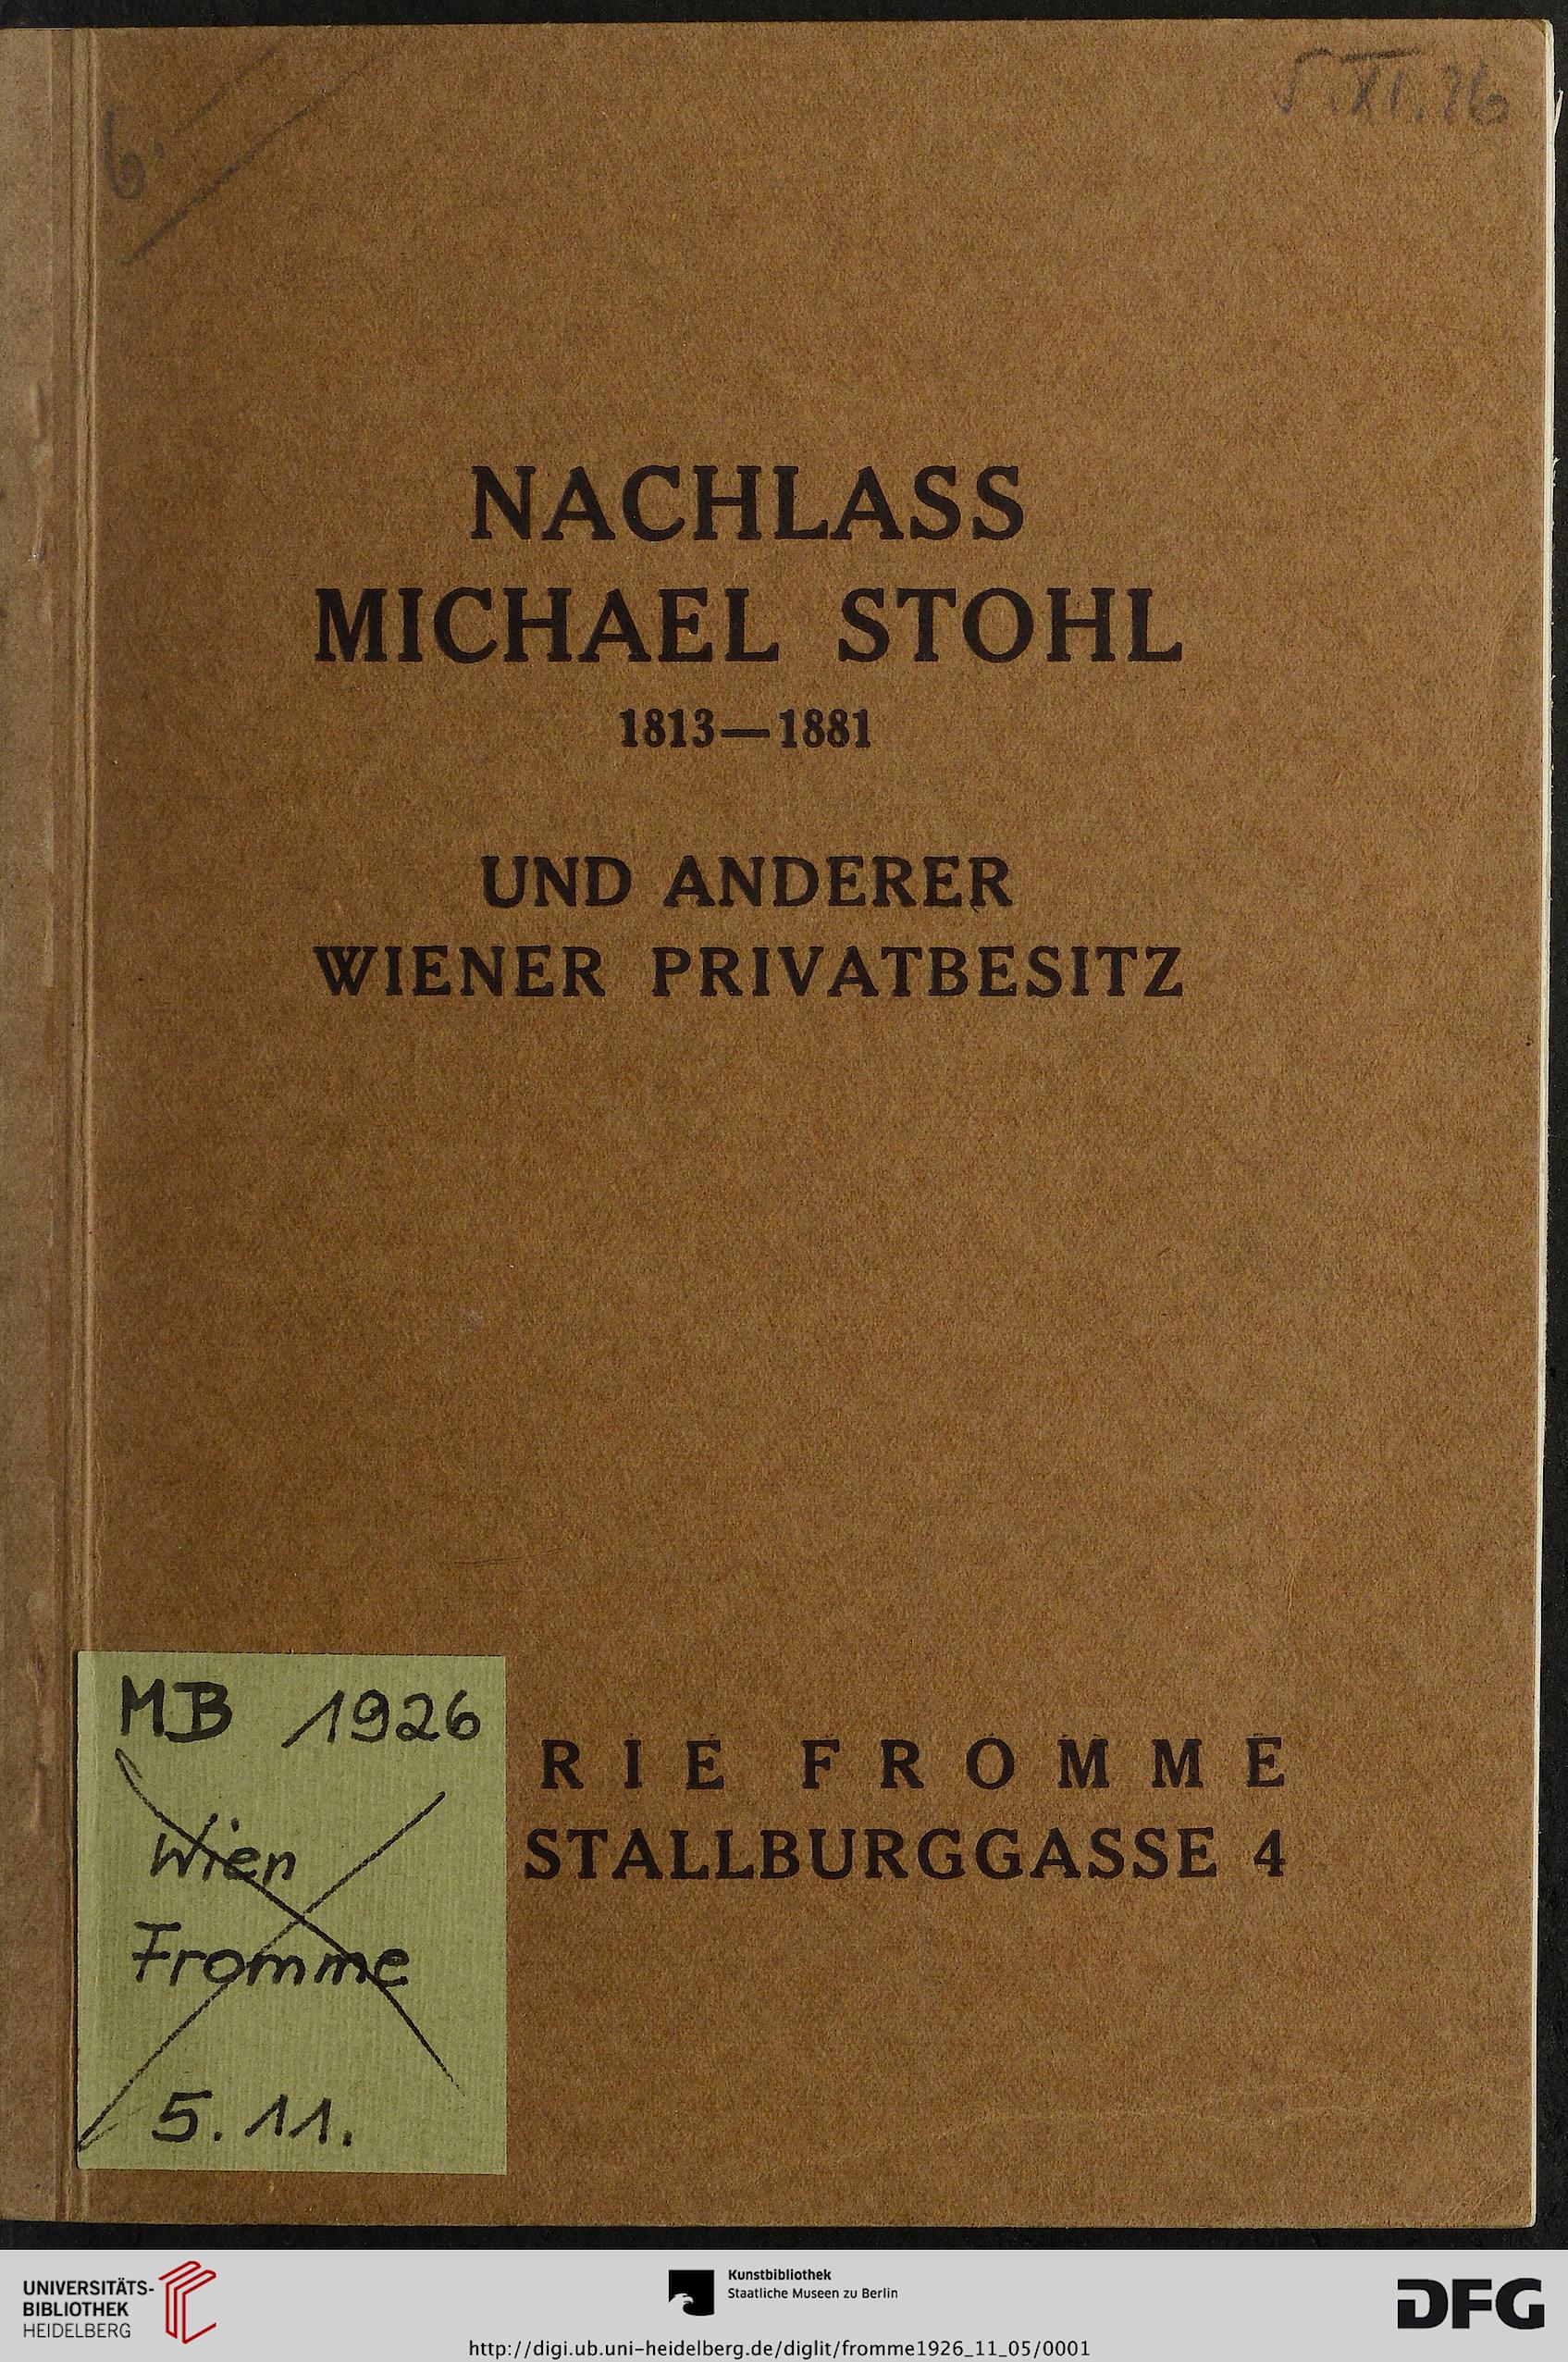 6.
5.XI.26
NACHLASS
MICHAEL STOHL
1813—1881
UND ANDERER
WIENER PRIVATBESITZ
RIE FROMME
STALLBURGGASSE 4
MB 1926
Wien
Fromme
5.11.
UNIVERSITÄTS-
BIBLIOTHEK
HEIDELBERG
Kunstbibliothek
Staatliche Museen zu Berlin
DFG
http://digi.ub.uni-heidelberg.de/diglit/fromme1926_11_05/0001